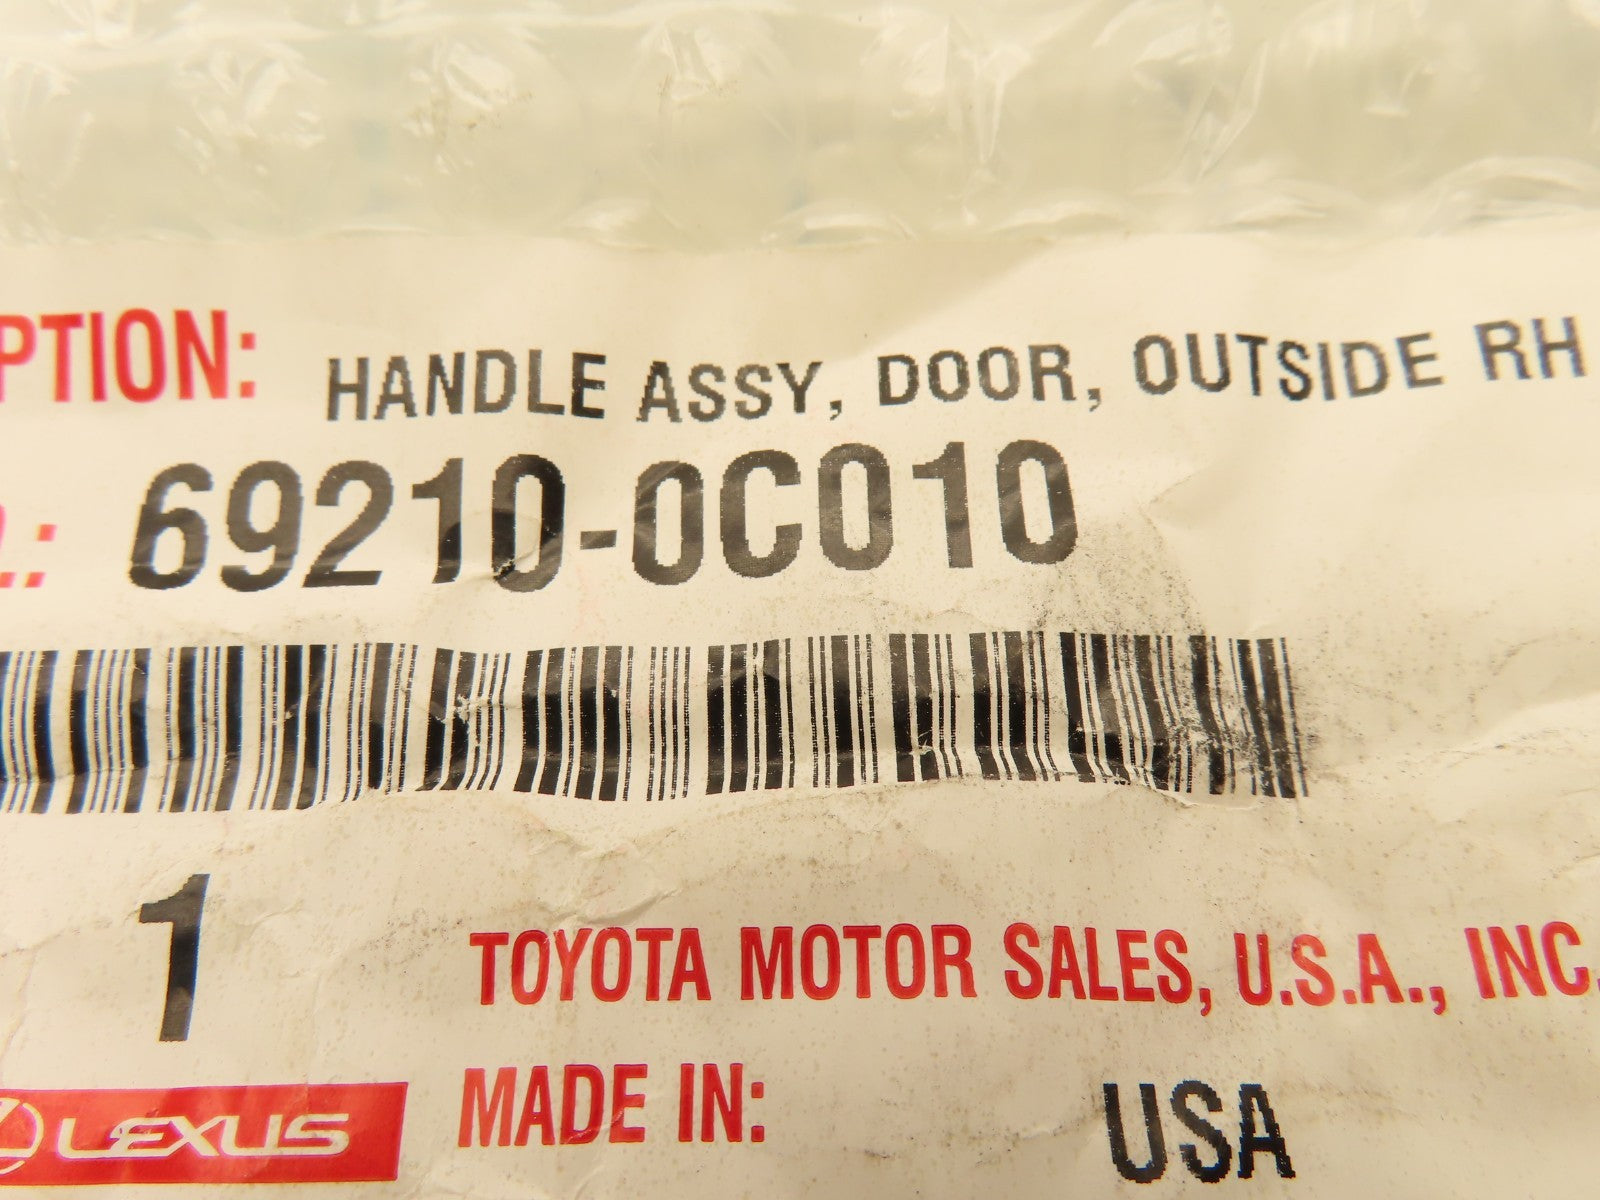 PTION: HANDLE ASSY, DOOR, OUTSIDE RH
.: 69210-0C010
1
TOYOTA MOTOR SALES, U.S.A., INC.
MADE IN: USA
LEXUS